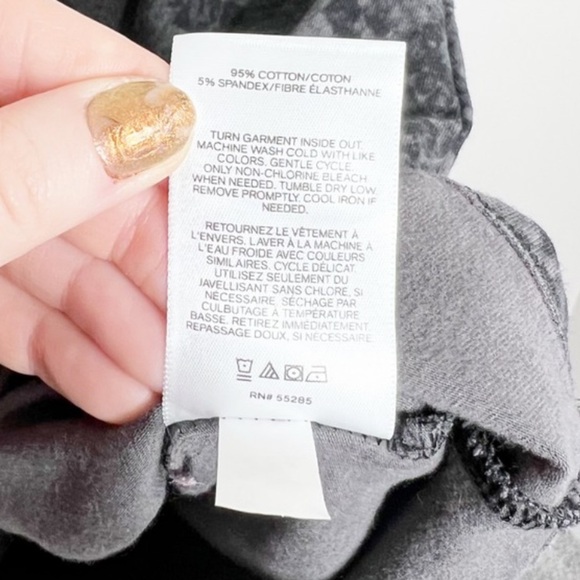 95% COTTON/COTON
5% SPANDEX/FIBRE ÉLASTHANNE
TURN GARMENT INSIDE OUT.
MACHINE WASH COLD WITH LIKE
COLORS. GENTLE CYCLE.
ONLY NON-CHLORINE BLEACH
WHEN NEEDED. TUMBLE DRY LOW.
REMOVE PROMPTLY. COOL IRON IF
NEEDED.
RETOURNEZ LE VÊTEMENT À
L'ENVERS. LAVER À LA MACHINE À
L'EAU FROIDE AVEC COULEURS
SIMILAIRES. CYCLE DÉLICAT.
UTILISEZ SEULEMENT DU
JAVELLISANT SANS CHLORE, SI
NÉCESSAIRE. SÉCHAGE PAR
CULBUTAGE À TEMPÉRATURE
BASSE. RETIREZ IMMÉDIATEMENT.
REPASSAGE DOUX, SI NÉCESSAIRE
RN# 55285